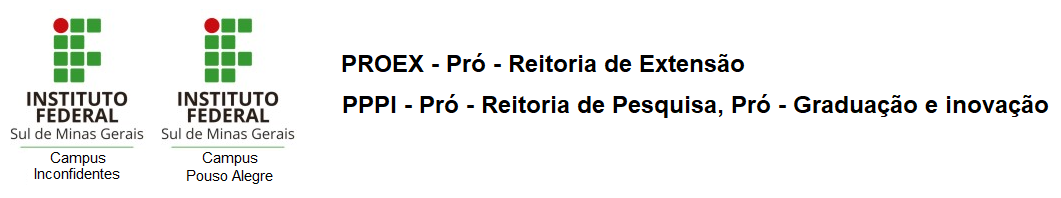 INSTITUTO
FEDERAL
Sul de Minas Gerais
Campus
Inconfidentes
INSTITUTO
FEDERAL
Sul de Minas Gerais
Campus
Pouso Alegre
PROEX - Pró - Reitoria de Extensão
PPPI - Pró - Reitoria de Pesquisa, Pró - Graduação e inovação